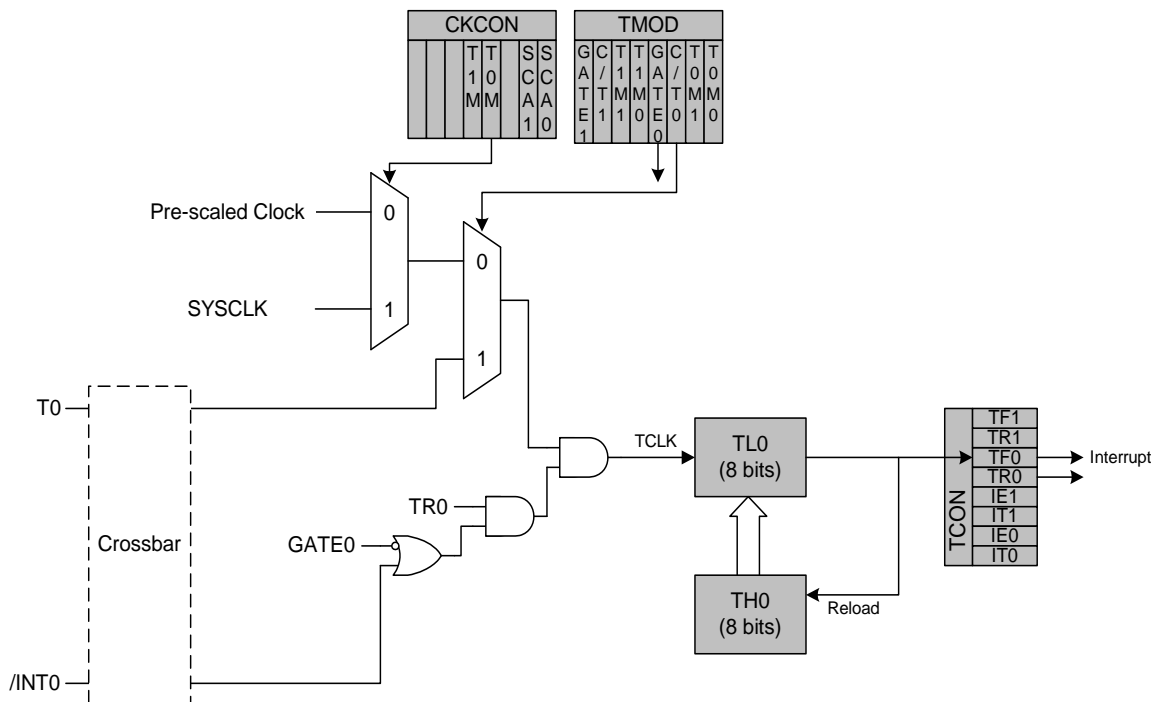 CKCON
T1M
T0M
SCA1
SCA0
TMOD
GATE1
C/T1
T1M1
T1M0
GATE0
C/T0
T0M1
T0M0
Pre-scaled Clock
0
SYSCLK
1
0
1
T0
Crossbar
/INT0
TR0
GATE0
TCLK
TL0
(8 bits)
TH0
(8 bits)
Reload
TCON
TF1
TR1
TF0
TR0
IE1
IT1
IE0
IT0
Interrupt